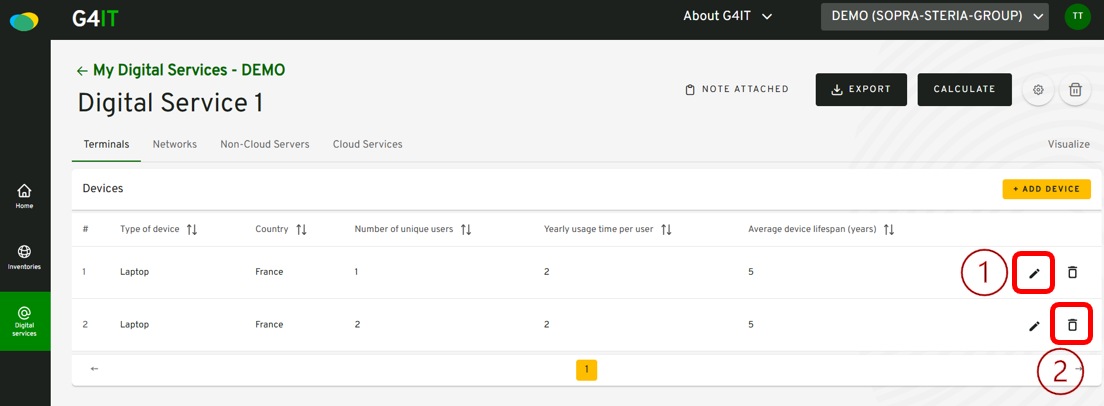 G4IT
About G4IT
DEMO (SOPRA-STERIA-GROUP)
TT
← My Digital Services - DEMO
Digital Service 1
NOTE ATTACHED
EXPORT
CALCULATE
Terminals
Networks
Non-Cloud Servers
Cloud Services
Visualize
Home
Inventories
Digital
services
Devices
+ ADD DEVICE
# Type of device Country Number of unique users Yearly usage time per user Average device lifespan (years)
1 Laptop France 1 2 5
1
2 Laptop France 2 2 5
2
← 1 →